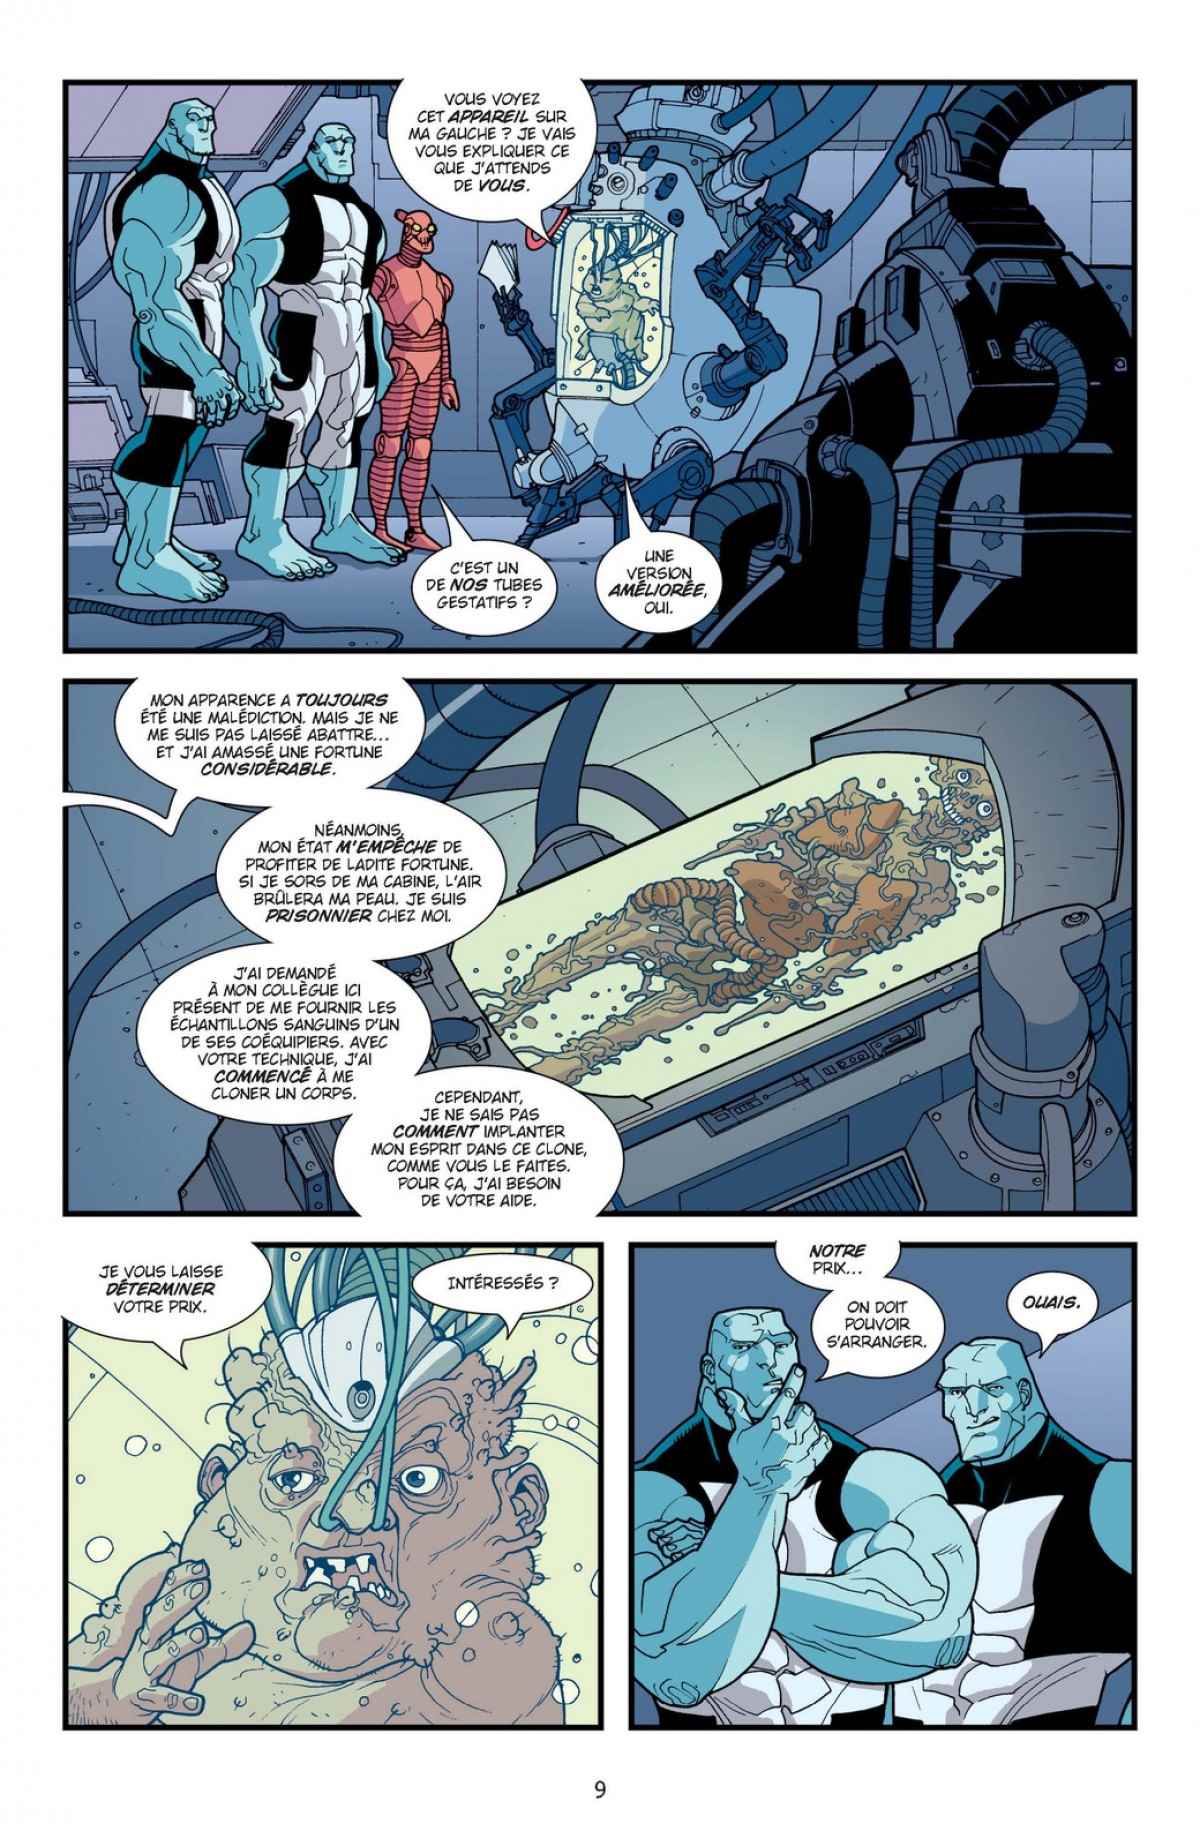 VOUS VOYEZ
CET APPAREIL SUR
MA GAUCHE ? JE VAIS
VOUS EXPLIQUER CE
QUE J'ATTENDS
DE VOUS.
C'EST UN
DE NOS TUBES
GESTATIFS ?
UNE
VERSION
AMÉLIORÉE,
OUI.
MON APPARENCE A TOUJOURS
ÉTÉ UNE MALÉDICTION. MAIS JE NE
ME SUIS PAS LAISSÉ ABATTRE...
ET J'AI AMASSÉ UNE FORTUNE
CONSIDÉRABLE.
NÉANMOINS,
MON ÉTAT M'EMPÊCHE DE
PROFITER DE LADITE FORTUNE.
SI JE SORS DE MA CABINE, L'AIR
BRÛLERA MA PEAU. JE SUIS
PRISONNIER CHEZ MOI.
J'AI DEMANDÉ
À MON COLLÈGUE ICI
PRÉSENT DE ME FOURNIR LES
ÉCHANTILLONS SANGUINS D'UN
DE SES COÉQUIPIERS. AVEC
VOTRE TECHNIQUE, J'AI
COMMENCÉ À ME
CLONER UN CORPS.
CEPENDANT,
JE NE SAIS PAS
COMMENT IMPLANTER
MON ESPRIT DANS CE CLONE,
COMME VOUS LE FAITES.
POUR ÇA, J'AI BESOIN
DE VOTRE AIDE.
JE VOUS LAISSE
DÉTERMINER
VOTRE PRIX.
INTÉRESSÉS ?
NOTRE
PRIX...
ON DOIT
POUVOIR
S'ARRANGER.
OUAIS.
9